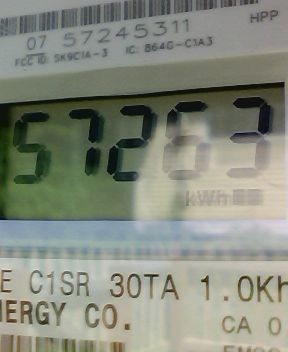 07 57245311
HPP
FCC ID: SK9C1A-3 IC: 864G-C1A3
57263
kWh
E C1SR 30TA 1.0Kh
NERGY CO.
CA 0